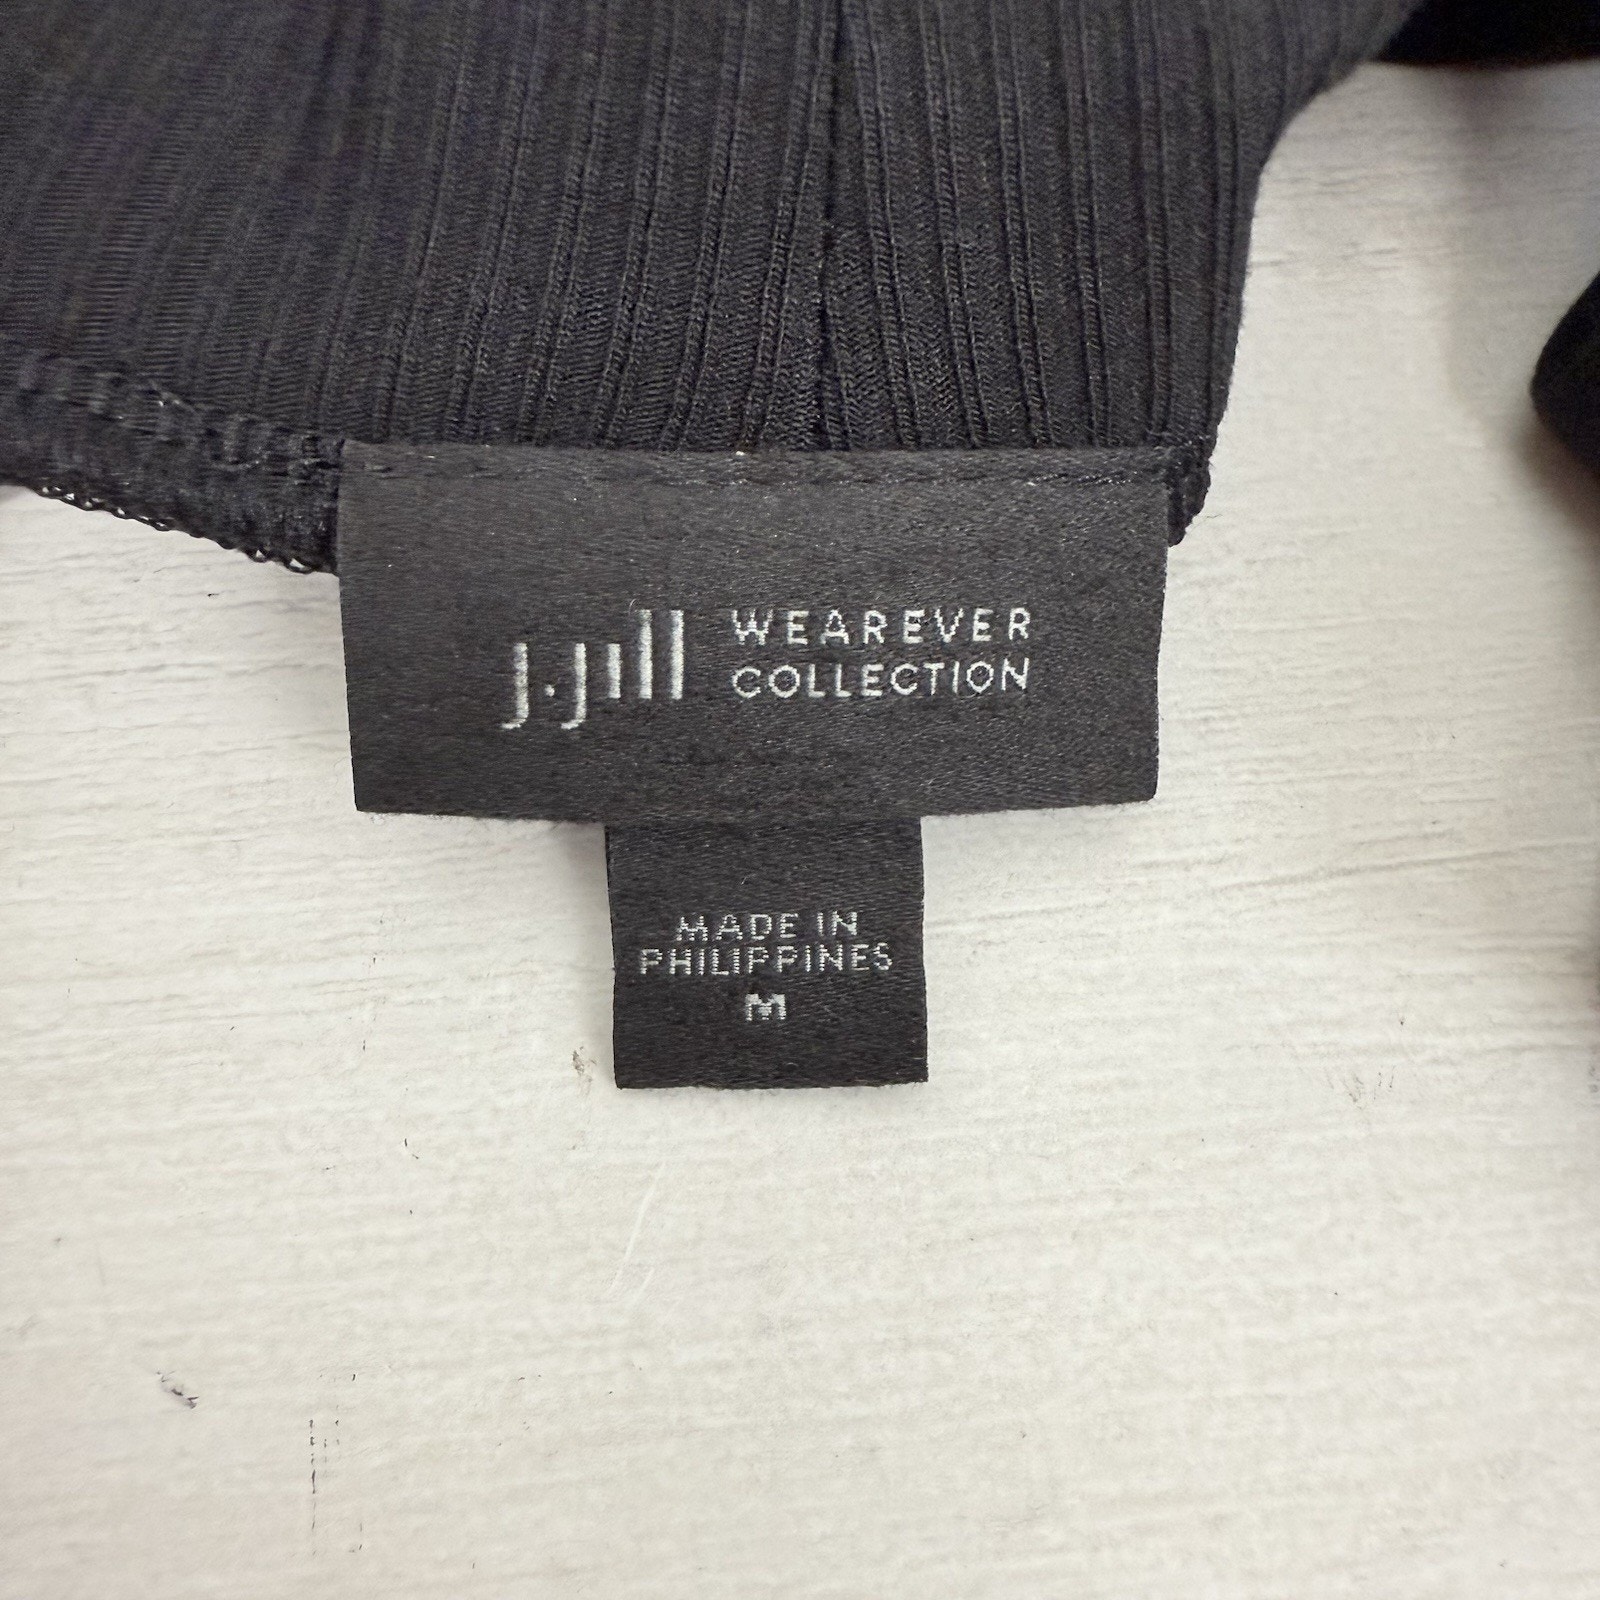 J.Jill WEAREVER
COLLECTION
MADE IN
PHILIPPINES
M